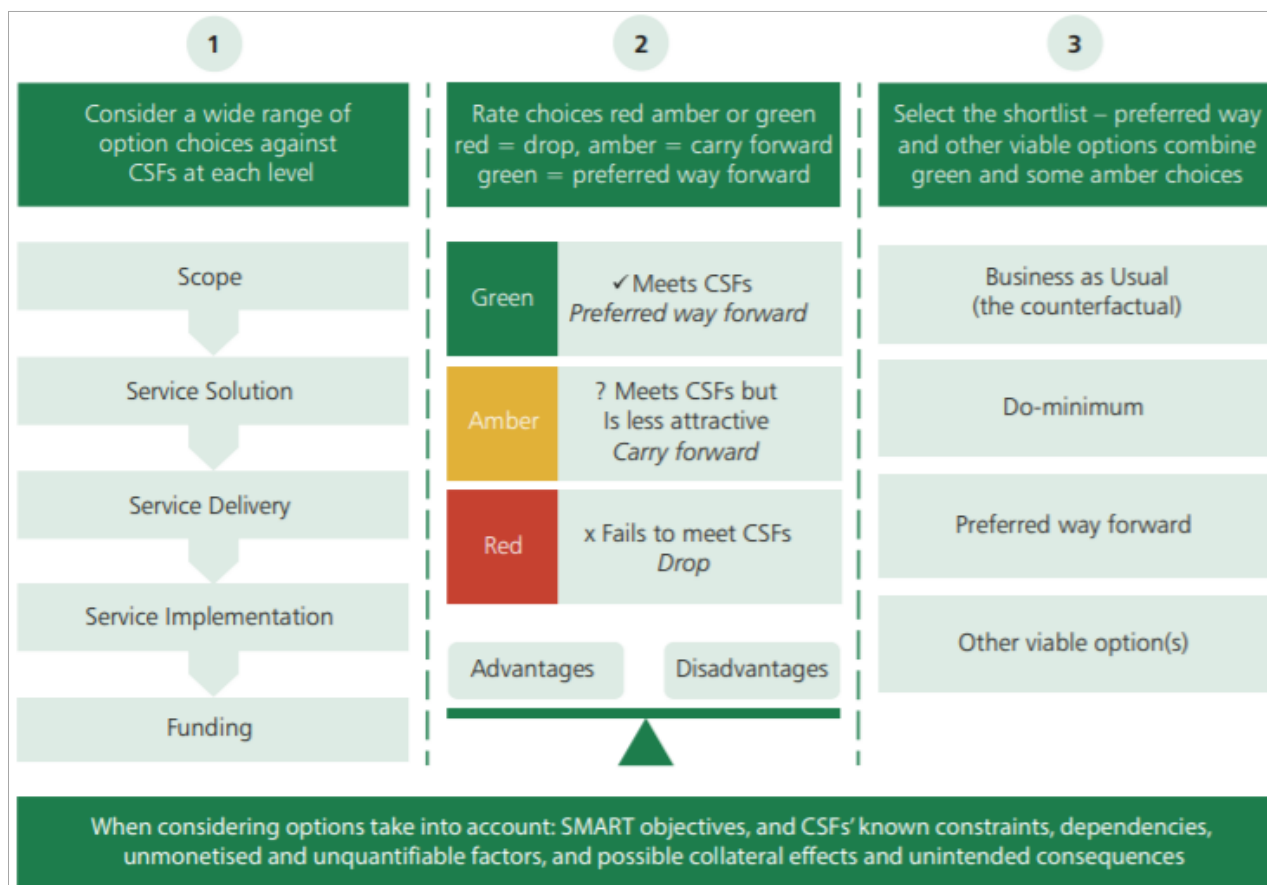 1
Consider a wide range of
option choices against
CSFs at each level
Scope
Service Solution
Service Delivery
Service Implementation
Funding
2
Rate choices red amber or green
red = drop, amber = carry forward
green = preferred way forward
Green
✓ Meets CSFs
Preferred way forward
Amber
? Meets CSFs but
Is less attractive
Carry forward
Red
x Fails to meet CSFs
Drop
Advantages
Disadvantages
3
Select the shortlist – preferred way
and other viable options combine
green and some amber choices
Business as Usual
(the counterfactual)
Do-minimum
Preferred way forward
Other viable option(s)
When considering options take into account: SMART objectives, and CSFs’ known constraints, dependencies,
unmonetised and unquantifiable factors, and possible collateral effects and unintended consequences